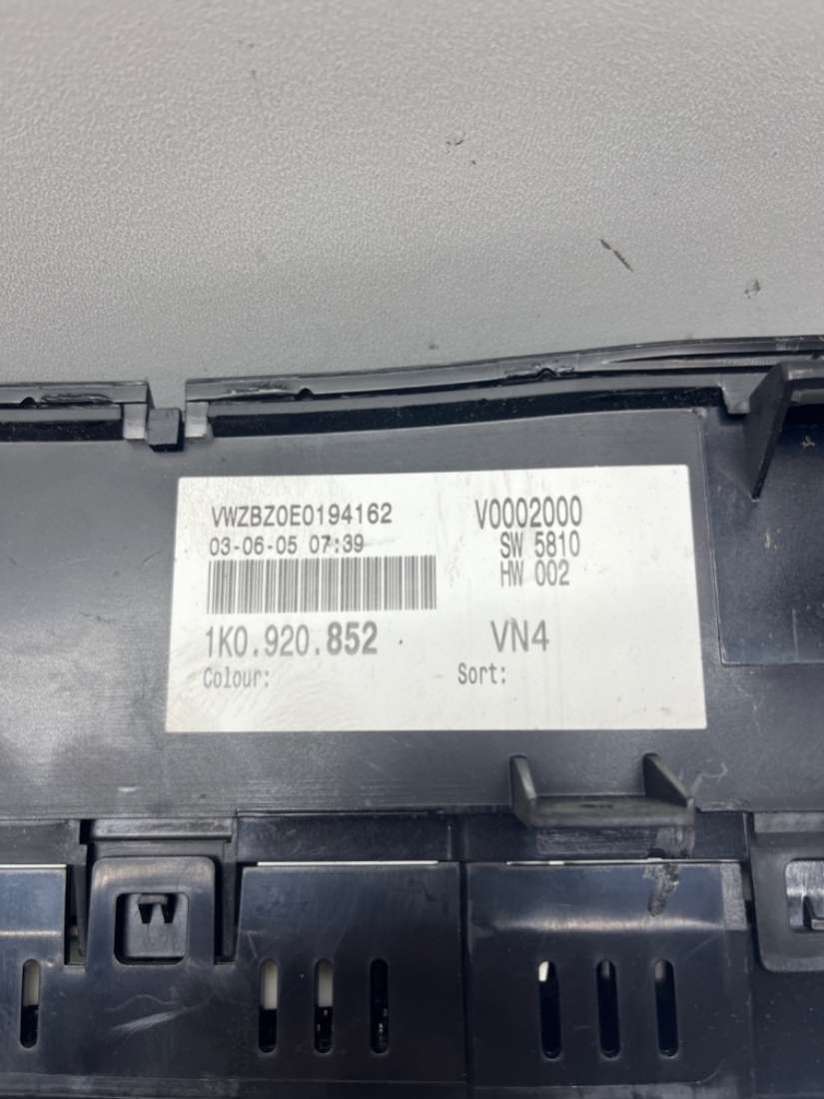 VWZBZ0E0194162 V0002000
03-06-05 07:39 SW 5810
HW 002
1K0.920.852 VN4
Colour: Sort: